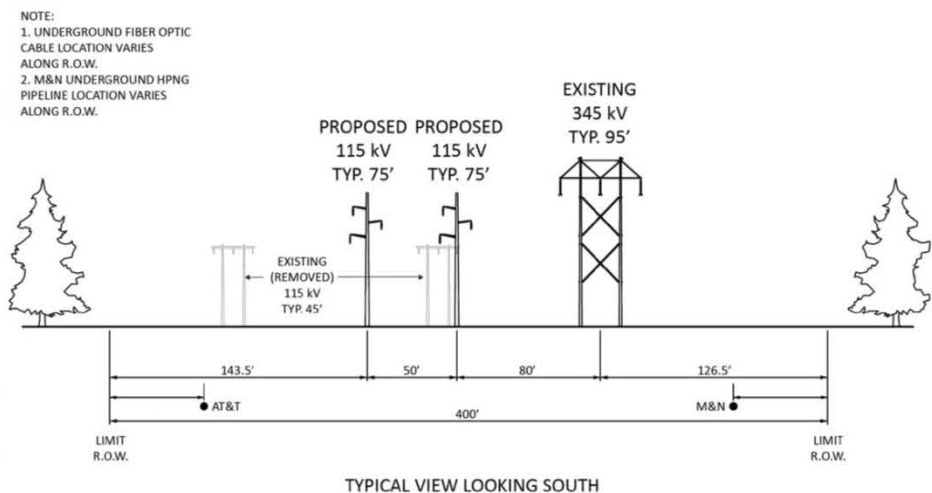 NOTE:
1. UNDERGROUND FIBER OPTIC
CABLE LOCATION VARIES
ALONG R.O.W.
2. M&N UNDERGROUND HPNG
PIPELINE LOCATION VARIES
ALONG R.O.W.
PROPOSED
115 kV
TYP. 75'
PROPOSED
115 kV
TYP. 75'
EXISTING
345 kV
TYP. 95'
EXISTING
(REMOVED)
115 kV
TYP. 45'
143.5'
50'
80'
126.5'
AT&T
M&N
400'
LIMIT
R.O.W.
LIMIT
R.O.W.
TYPICAL VIEW LOOKING SOUTH